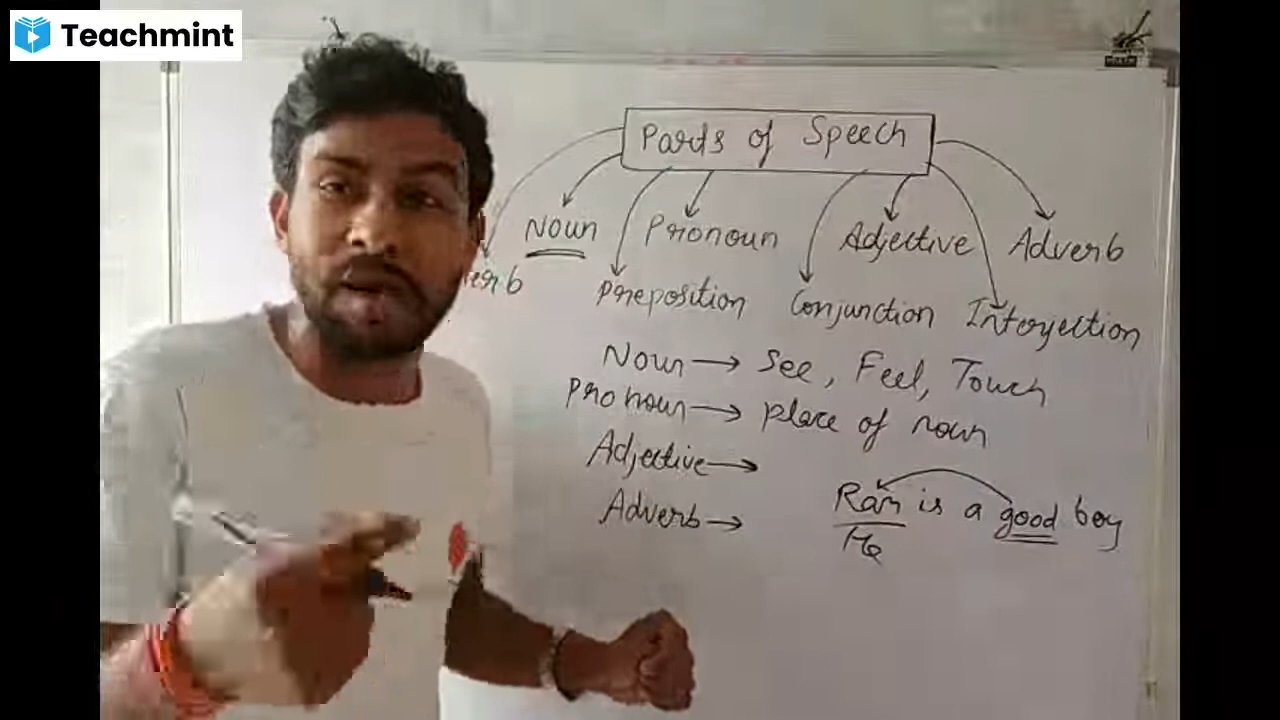 Teachmint
Parts of Speech
Noun Pronoun Adjective Adverb
erb Preposition Conjunction Interjection
Noun → See, Feel, Touch
Pronoun → place of noun
Adjective →
Adverb →
Ram is a good boy
He